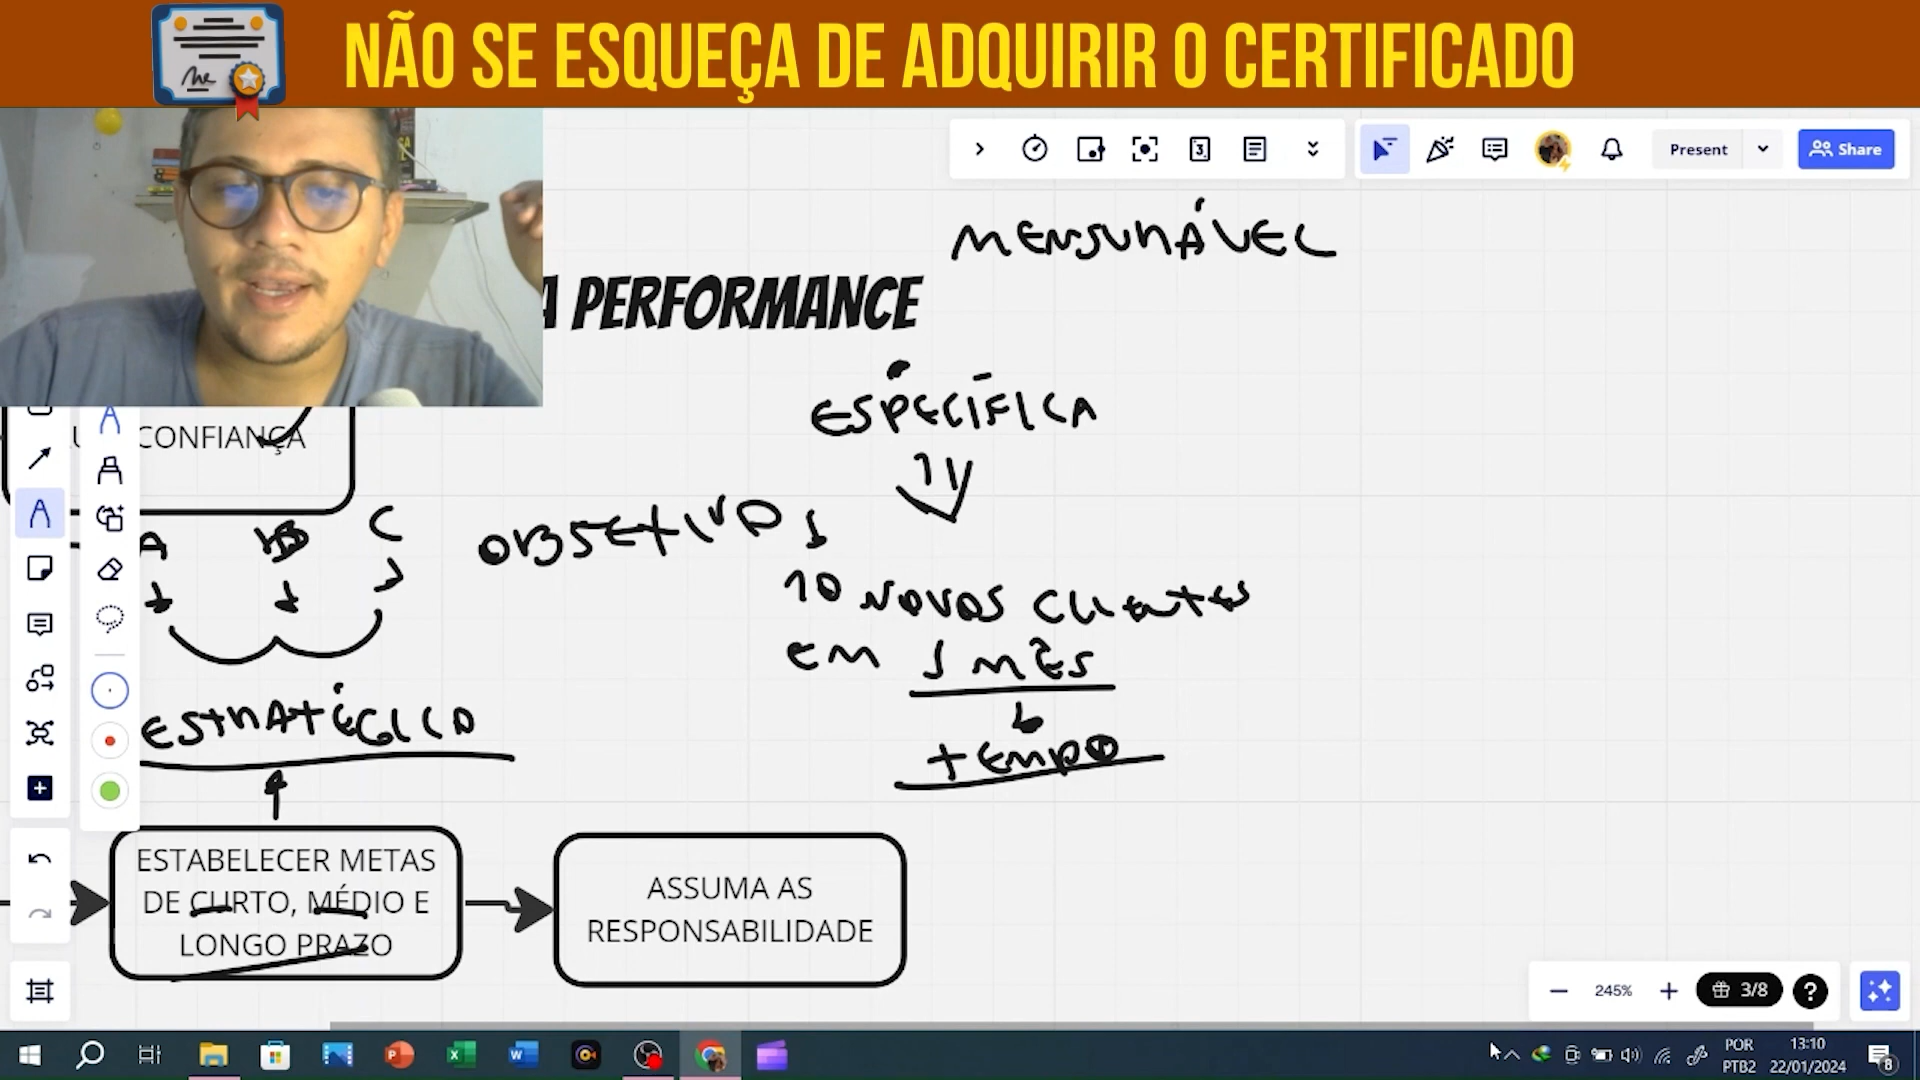 NÃO SE ESQUEÇA DE ADQUIRIR O CERTIFICADO
Present
Share
MENSURÁVEL
A PERFORMANCE
ESPECÍFICA
CONFIANÇA
A B C
OBJETIVO 1
10 NOVOS CLIENTES
EM 1 MÊS
TEMPO
ESTRATÉGICO
ESTABELECER METAS
DE CURTO, MÉDIO E
LONGO PRAZO
ASSUMA AS
RESPONSABILIDADE
245%
3/8
?
POR
PTB2
13:10
22/01/2024
8